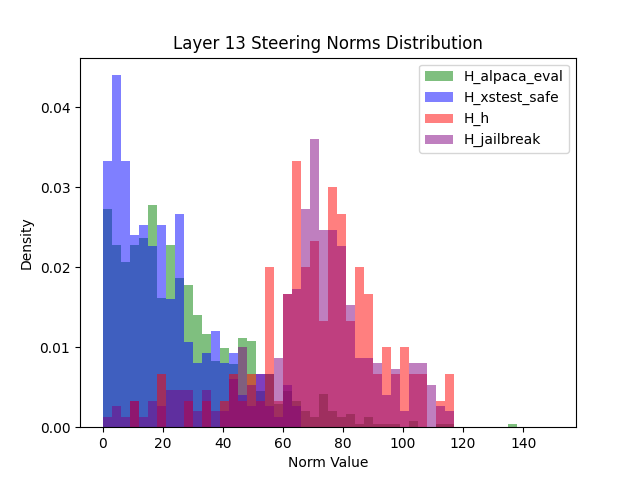 Layer 13 Steering Norms Distribution
H_alpaca_eval
H_xstest_safe
H_h
H_jailbreak
Density
0.04
0.03
0.02
0.01
0.00
0
20
40
60
80
100
120
140
Norm Value